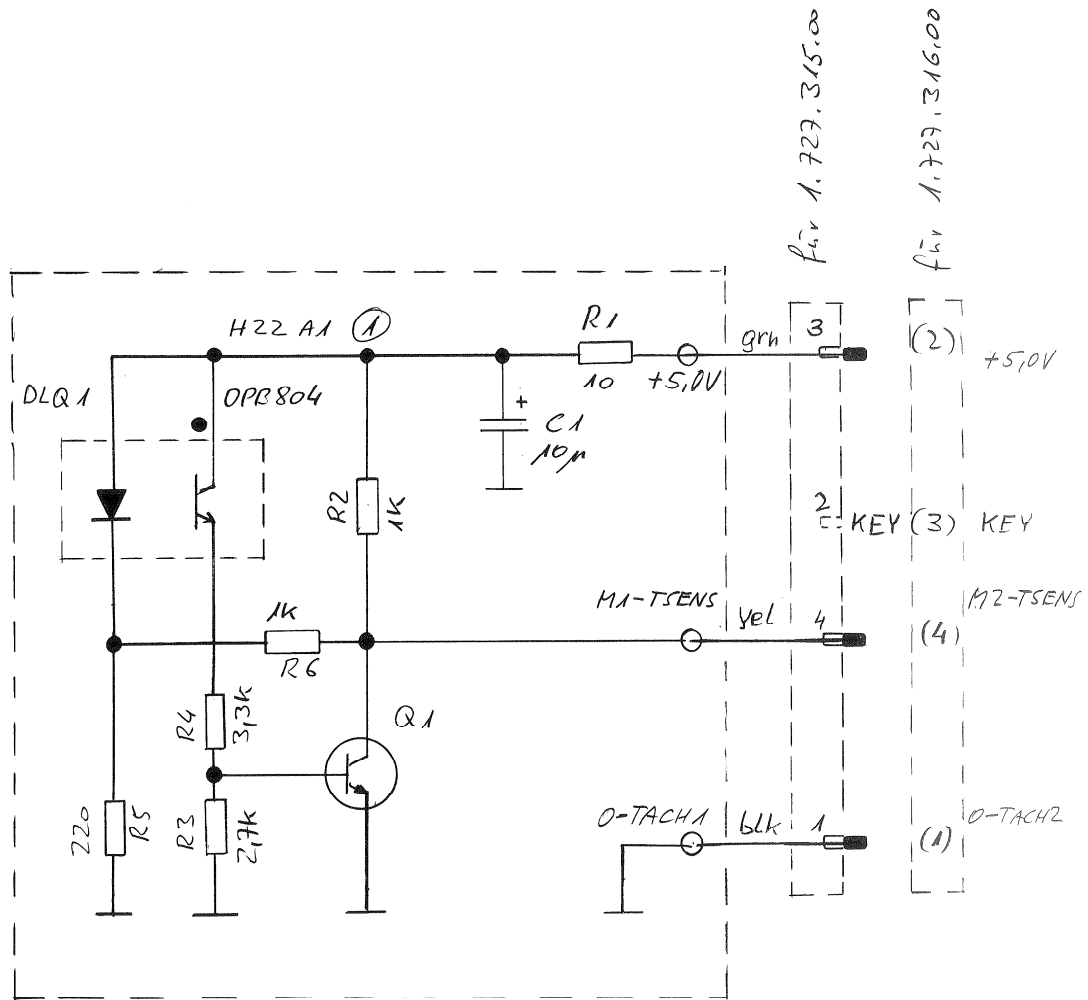 für 1.727.315.00
für 1.727.316.00
H22 A1 1
R1
grn
3
(2)
+5,0V
10
+5,0V
DLQ1
OPB804
+
C1
10µ
R2
1K
2
KEY
(3)
KEY
M1-TSENS
yel
4
(4)
M2-TSENS
1K
R6
R4
3,3K
Q1
220
R5
R3
2,7K
0-TACH1
blk
1
(1)
0-TACH2